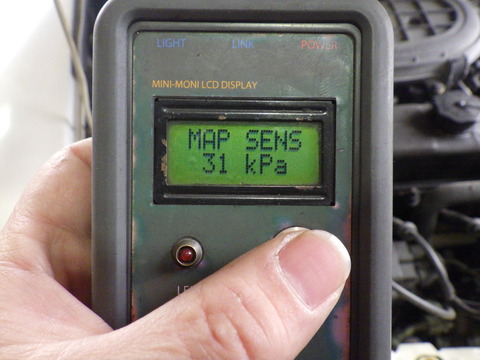 LIGHT LINK POWER
MINI-MONI LCD DISPLAY
MAP SENS
31 kPa